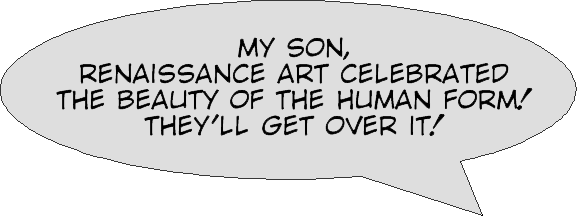 MY SON,
RENAISSANCE ART CELEBRATED
THE BEAUTY OF THE HUMAN FORM!
THEY'LL GET OVER IT!